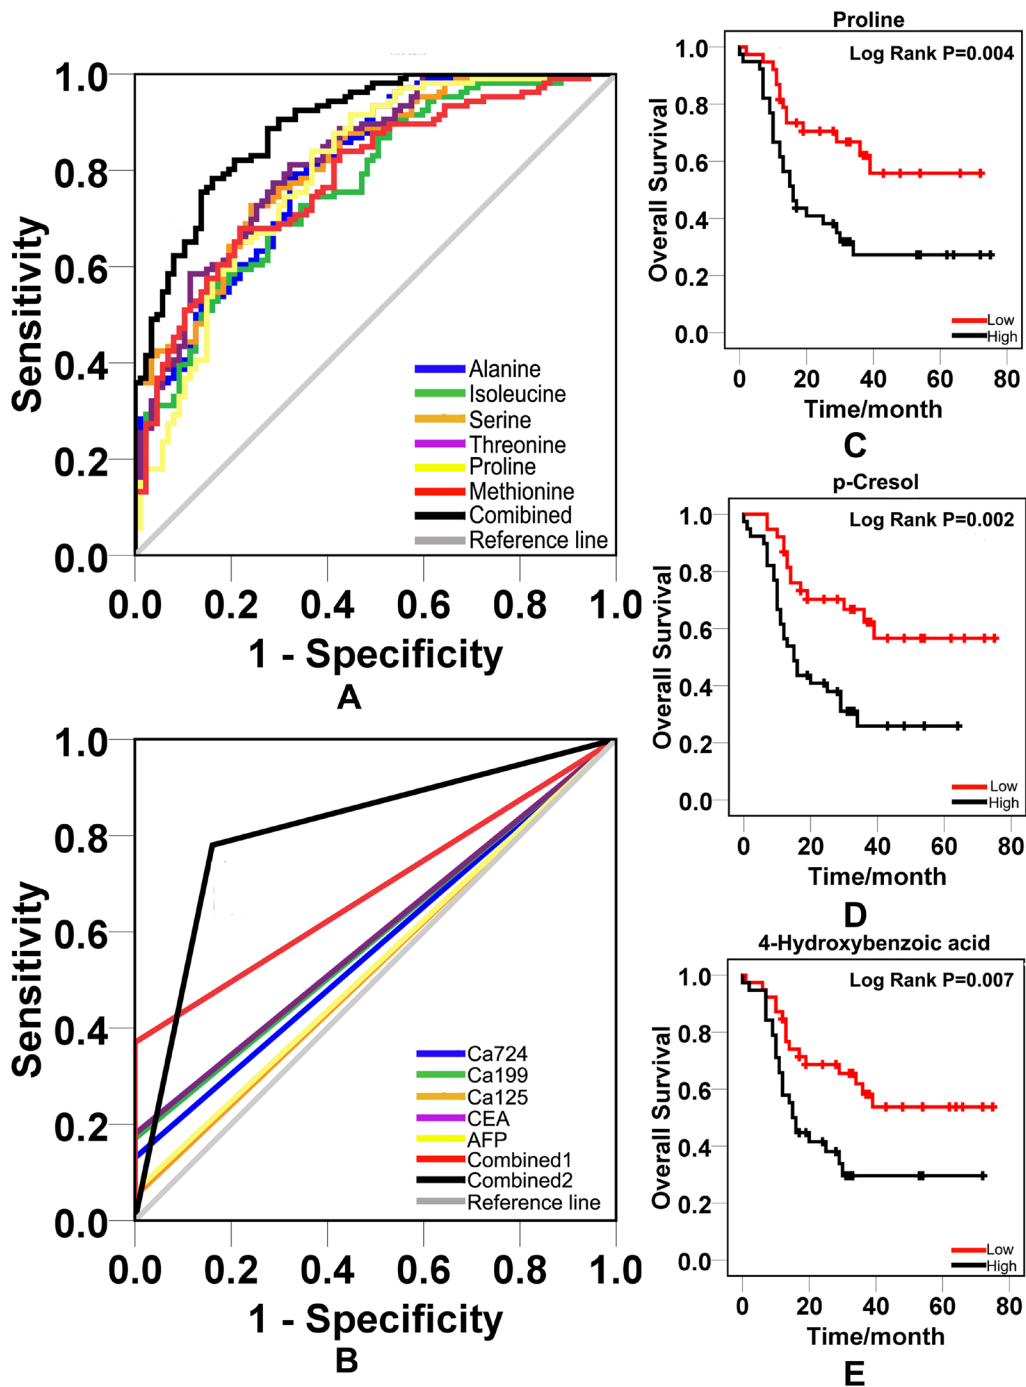 1.0
0.8
0.6
0.4
0.2
0.0
Sensitivity
Alanine
Isoleucine
Serine
Threonine
Proline
Methionine
Comibined
Reference line
0.0 0.2 0.4 0.6 0.8 1.0
1 - Specificity
A
1.0
0.8
0.6
0.4
0.2
0.0
Sensitivity
Ca724
Ca199
Ca125
CEA
AFP
Combined1
Combined2
Reference line
0.0 0.2 0.4 0.6 0.8 1.0
1 - Specificity
B
Proline
Log Rank P=0.004
1.0
0.8
0.6
0.4
0.2
0.0
Overall Survival
Low
High
0 20 40 60 80
Time/month
C
p-Cresol
Log Rank P=0.002
1.0
0.8
0.6
0.4
0.2
0.0
Overall Survival
Low
High
0 20 40 60 80
Time/month
D
4-Hydroxybenzoic acid
Log Rank P=0.007
1.0
0.8
0.6
0.4
0.2
0.0
Overall Survival
Low
High
0 20 40 60 80
Time/month
E